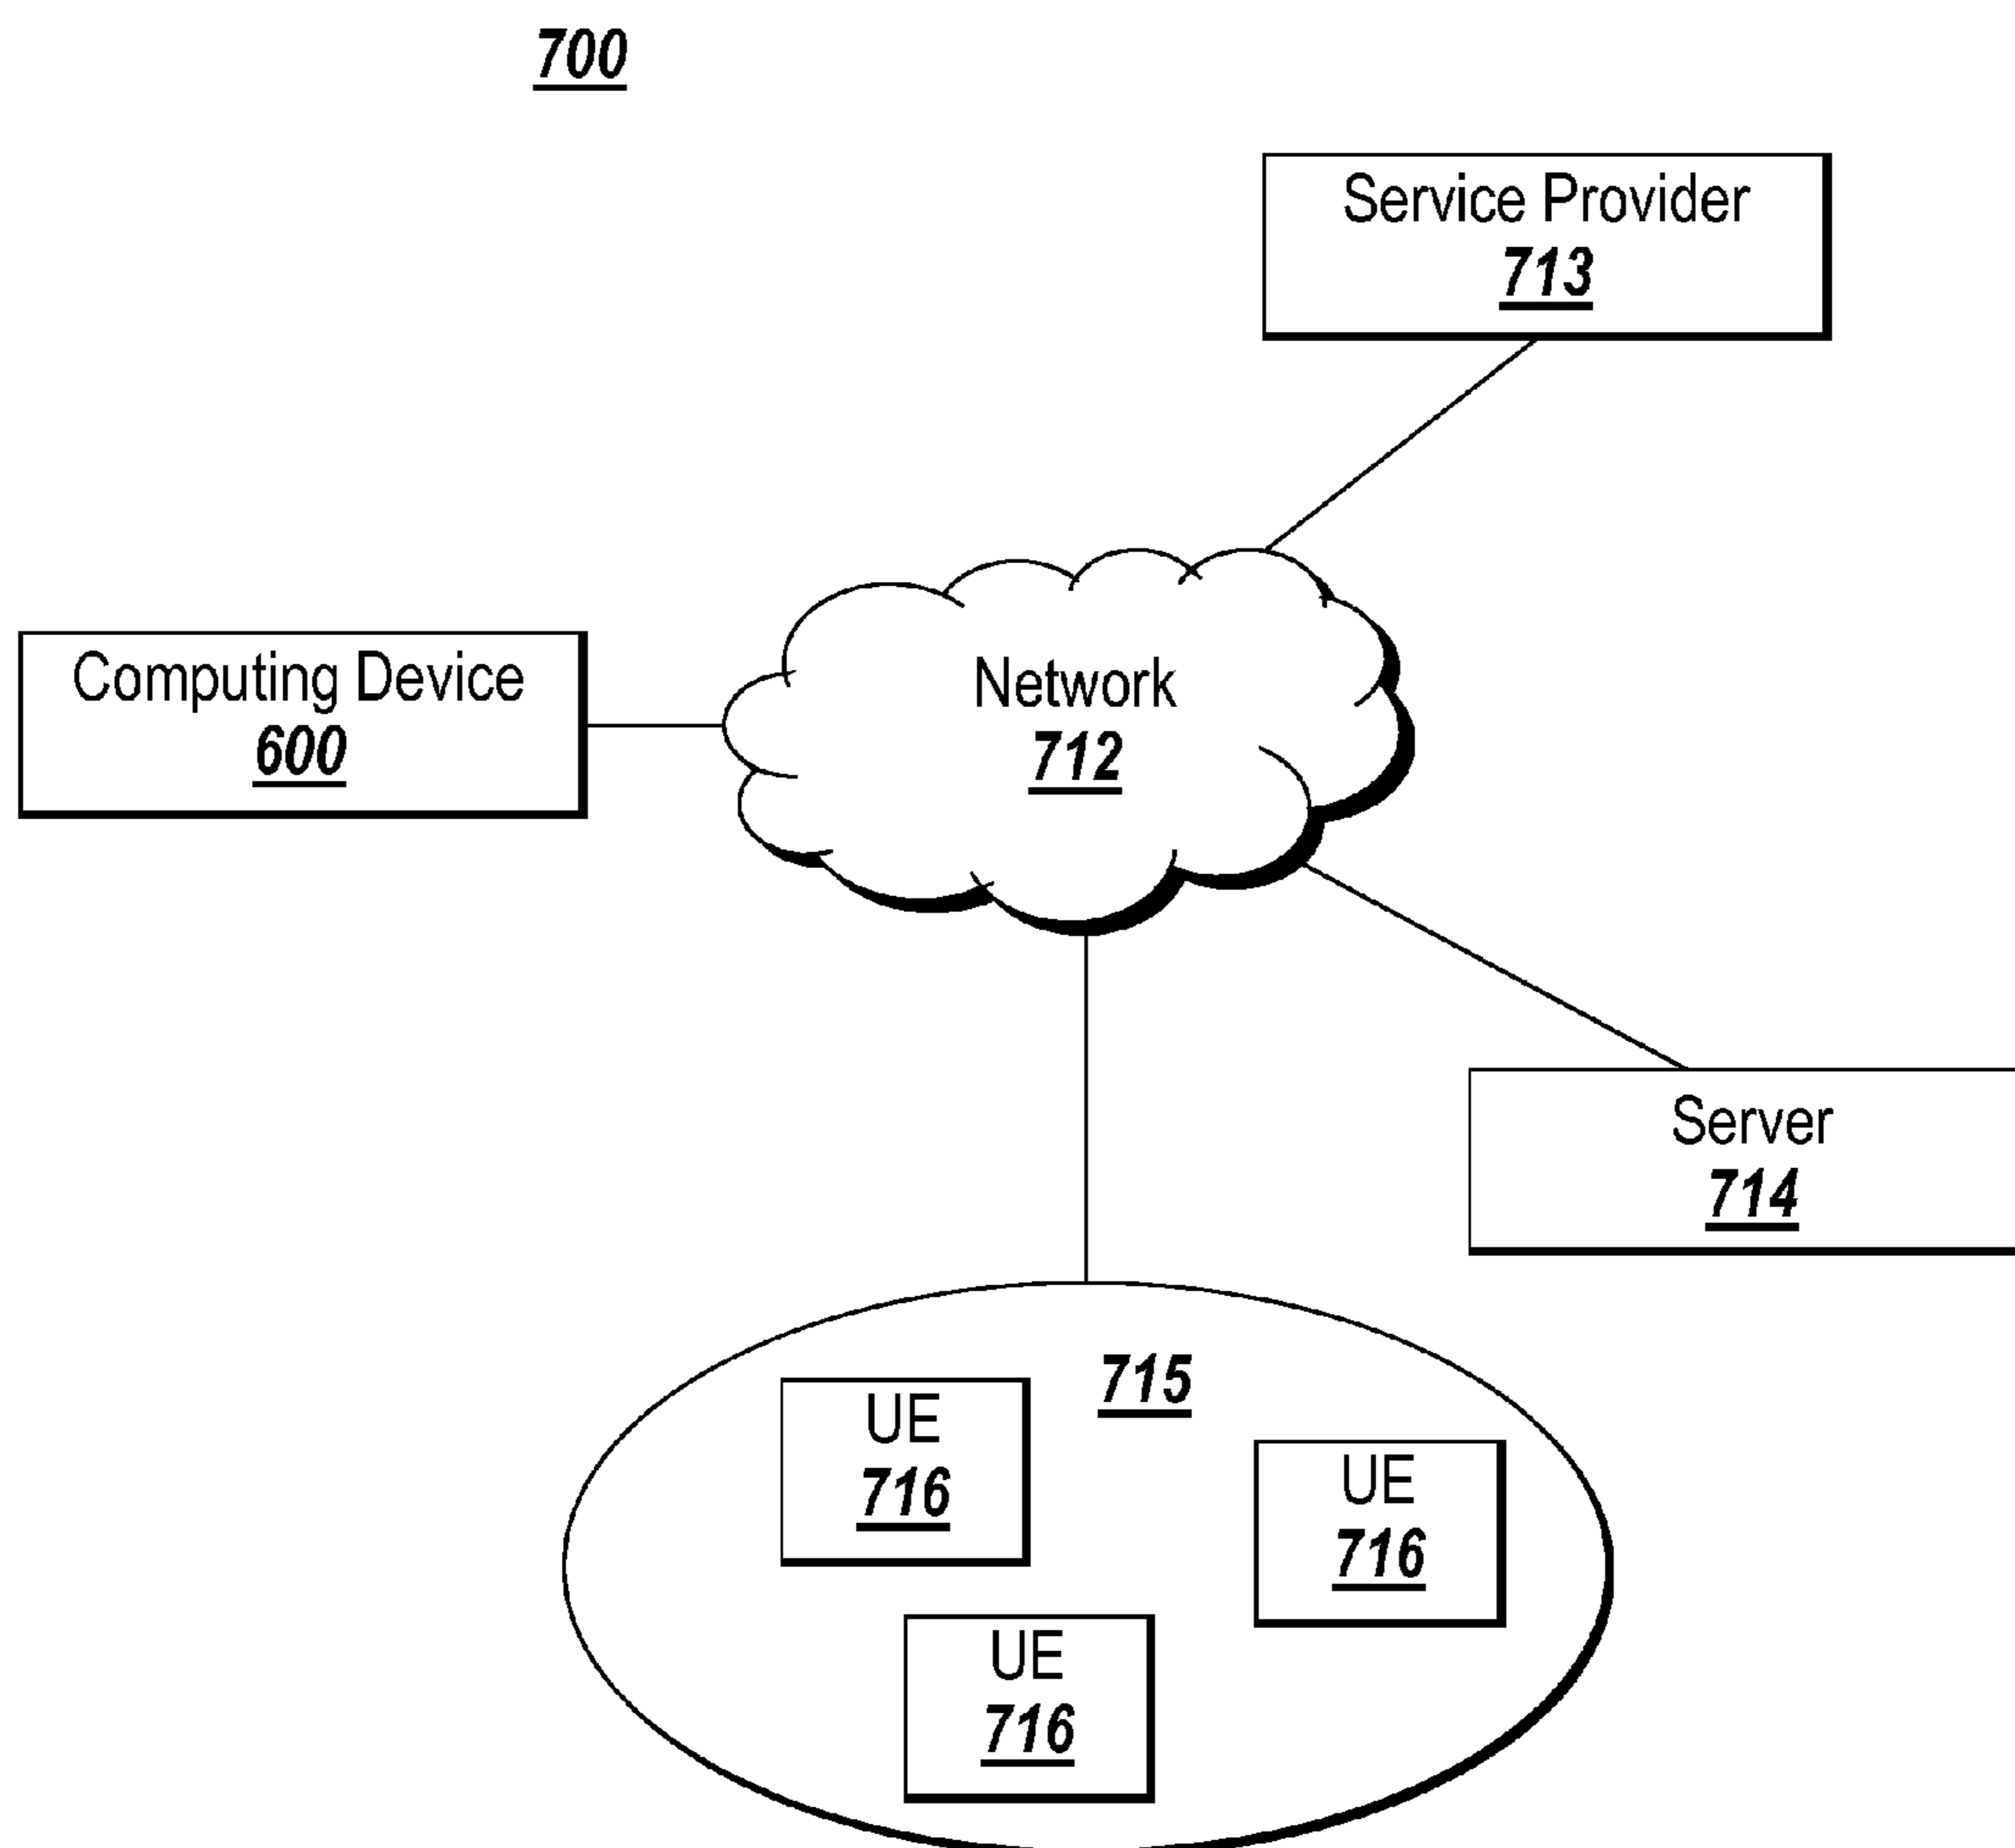 700
Service Provider
713
Computing Device
600
Network
712
Server
714
715
UE
716
UE
716
UE
716